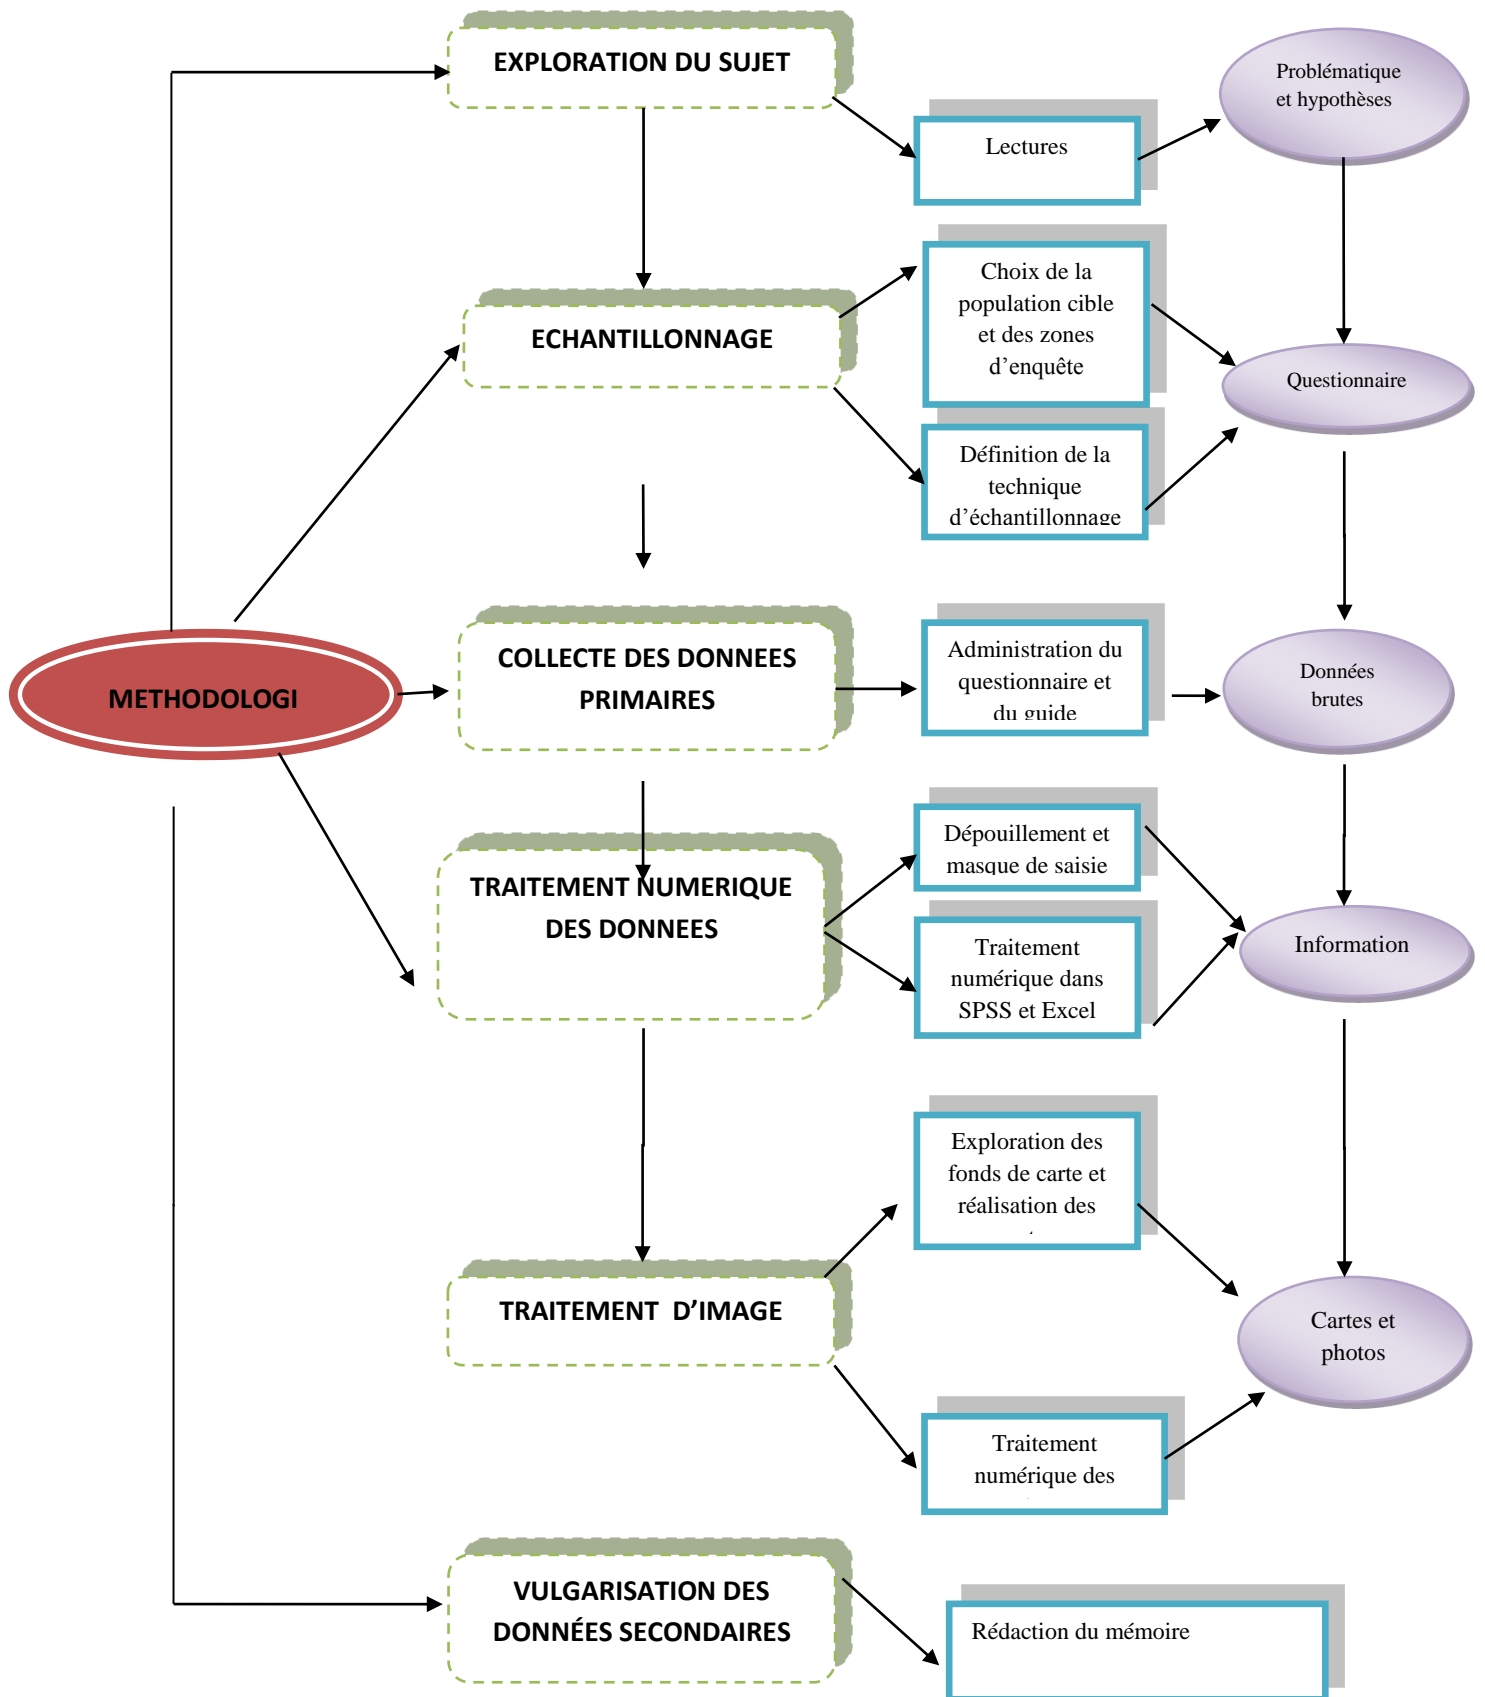 EXPLORATION DU SUJET
Lectures
Problématique
et hypothèses
ECHANTILLONNAGE
Choix de la
population cible
et des zones
d’enquête
Définition de la
technique
d’échantillonnage
Questionnaire
METHODOLOGI
COLLECTE DES DONNEES
PRIMAIRES
Administration du
questionnaire et
du guide
Données
brutes
TRAITEMENT NUMERIQUE
DES DONNEES
Dépouillement et
masque de saisie
Traitement
numérique dans
SPSS et Excel
Information
TRAITEMENT D’IMAGE
Exploration des
fonds de carte et
réalisation des
Traitement
numérique des
Cartes et
photos
VULGARISATION DES
DONNÉES SECONDAIRES
Rédaction du mémoire